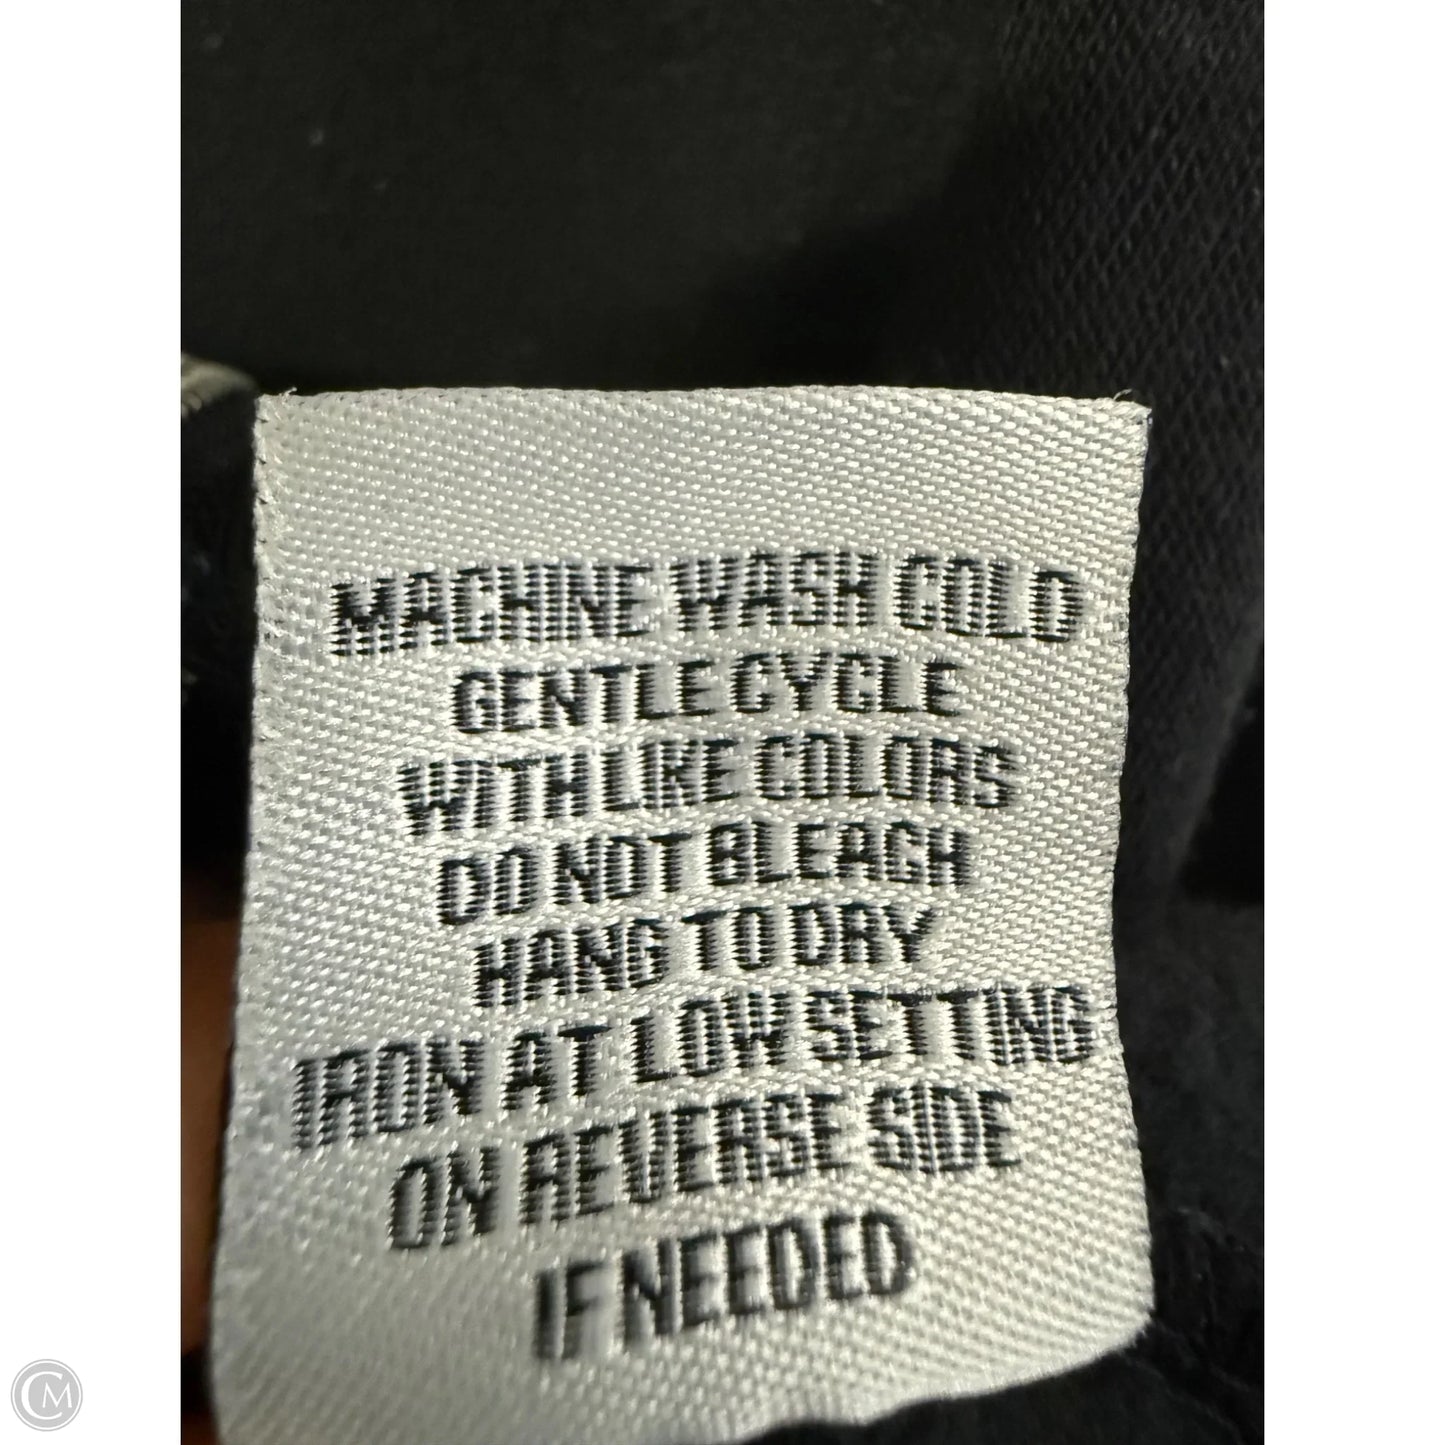 MACHINE WASH COLD
GENTLE CYCLE
WITH LIKE COLORS
DO NOT BLEACH
HANG TO DRY
IRON AT LOW SETTING
ON REVERSE SIDE
IF NEEDED
CM